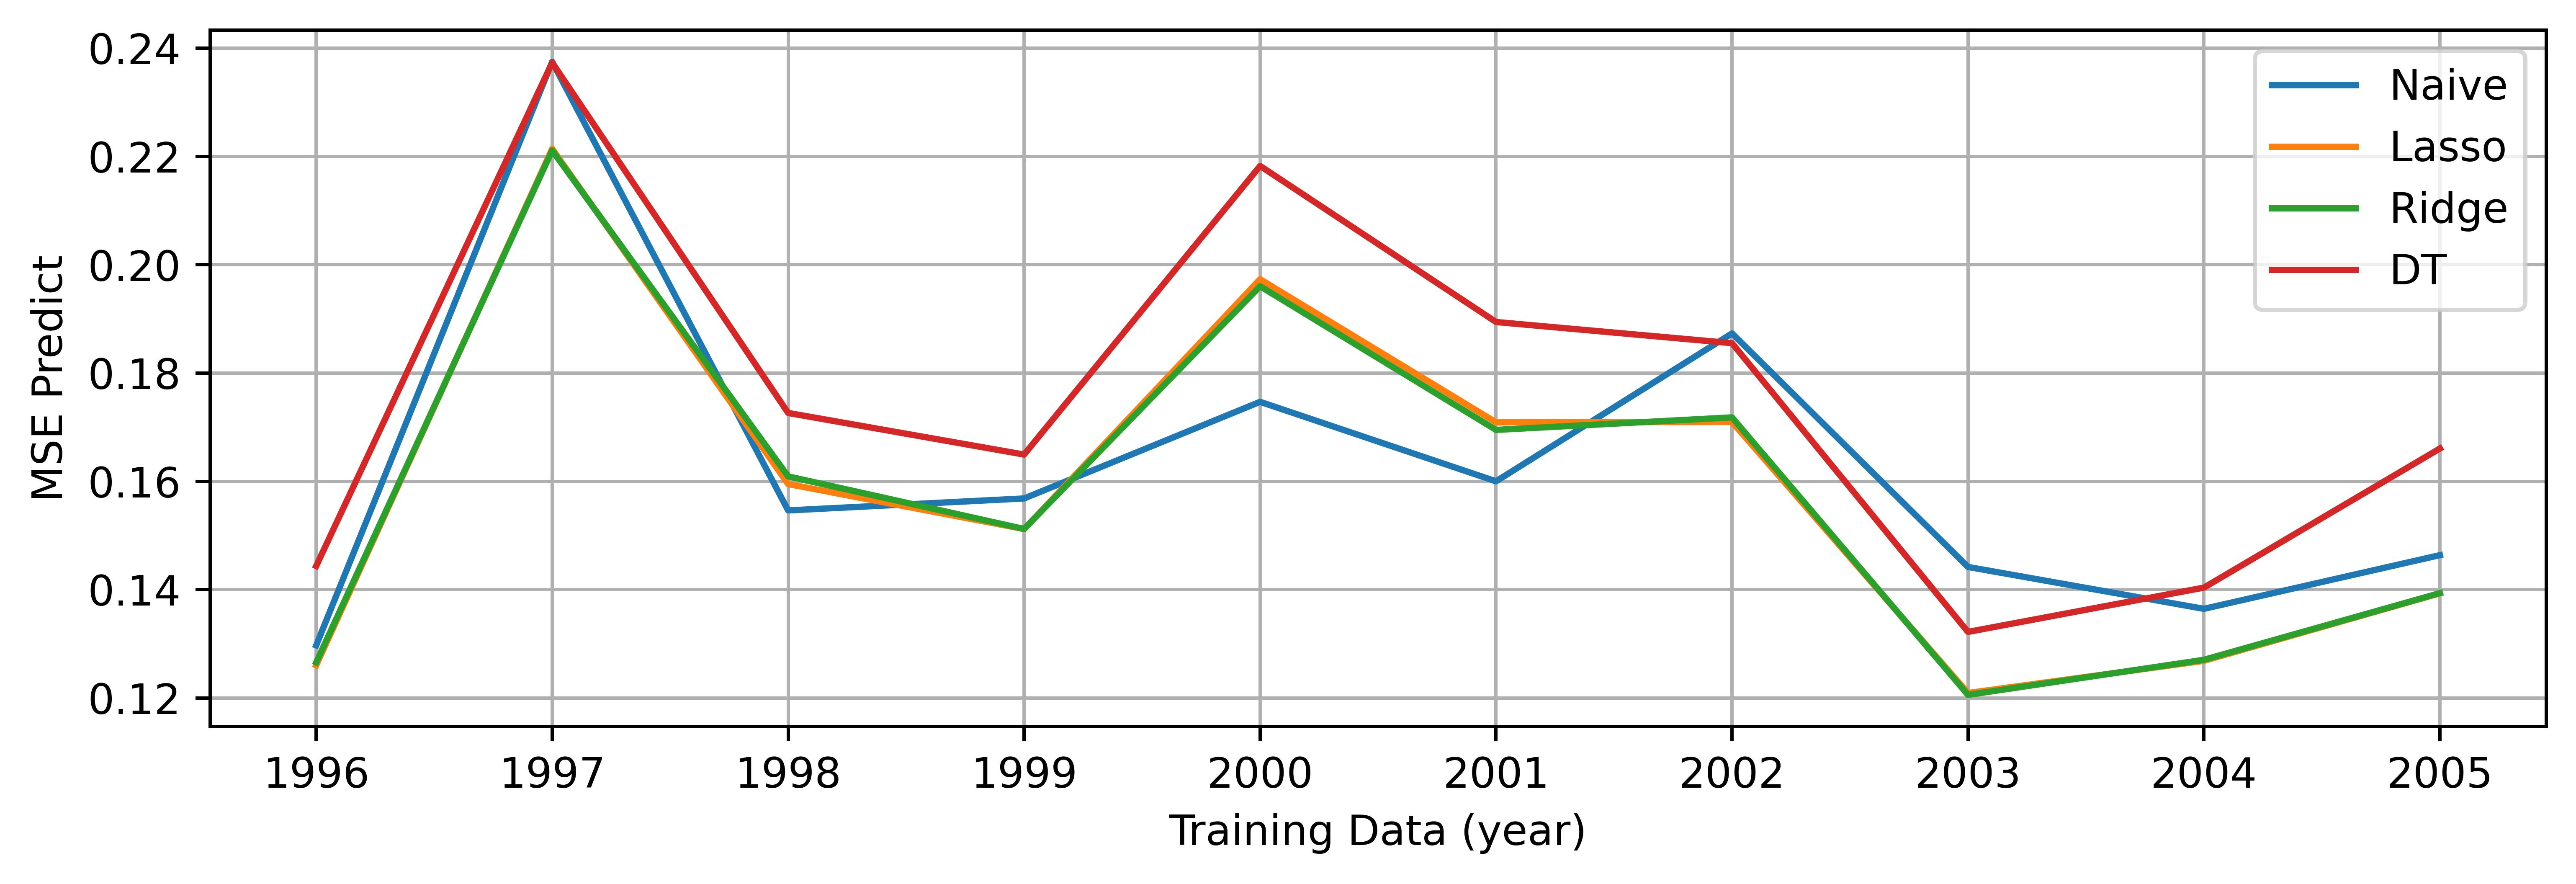 0.24
0.22
0.20
0.18
0.16
0.14
0.12
MSE Predict
Naive
Lasso
Ridge
DT
1996 1997 1998 1999 2000 2001 2002 2003 2004 2005
Training Data (year)